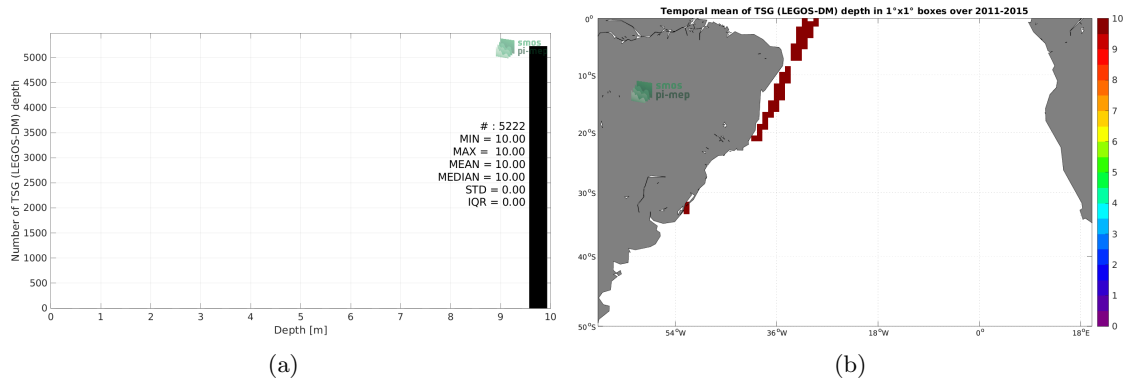 Number of TSG (LEGOS-DM) depth
5000
4500
4000
3500
3000
2500
2000
1500
1000
500
0
smos
pi-mep
# : 5222
MIN = 10.00
MAX = 10.00
MEAN = 10.00
MEDIAN = 10.00
STD = 0.00
IQR = 0.00
0 1 2 3 4 5 6 7 8 9 10
Depth [m]
(a)
Temporal mean of TSG (LEGOS-DM) depth in 1°x1° boxes over 2011-2015
0°
10°S
20°S
30°S
40°S
50°S
smos
pi-mep
54°W 36°W 18°W 0° 18°E
10
9
8
7
6
5
4
3
2
1
0
(b)